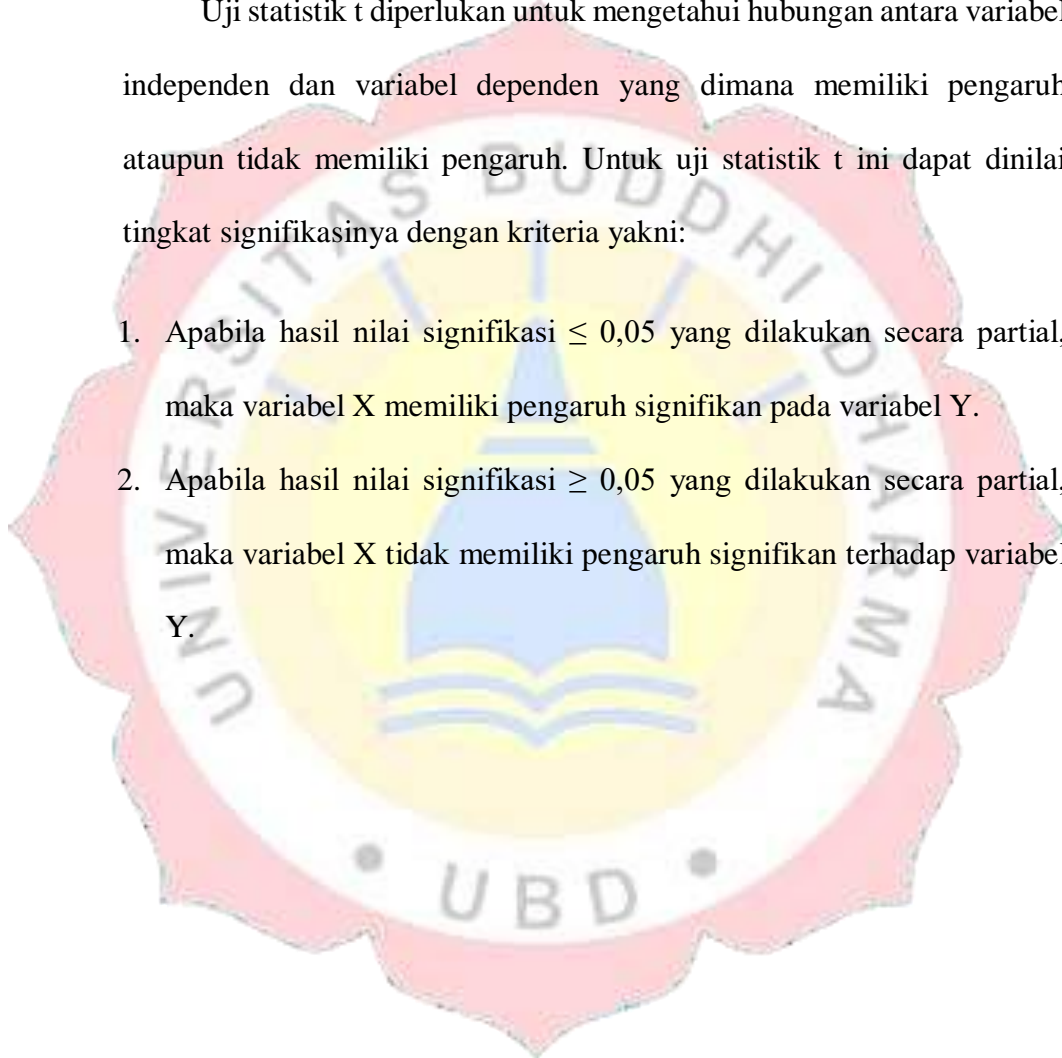 Uji statistik t diperlukan untuk mengetahui hubungan antara variabel
independen dan variabel dependen yang dimana memiliki pengaruh
ataupun tidak memiliki pengaruh. Untuk uji statistik t ini dapat dinilai
tingkat signifikasinya dengan kriteria yakni:
1. Apabila hasil nilai signifikasi ≤ 0,05 yang dilakukan secara partial,
maka variabel X memiliki pengaruh signifikan pada variabel Y.
2. Apabila hasil nilai signifikasi ≥ 0,05 yang dilakukan secara partial,
maka variabel X tidak memiliki pengaruh signifikan terhadap variabel
Y.
UNIVERSITAS BUDDHI DHARMA
• UBD •